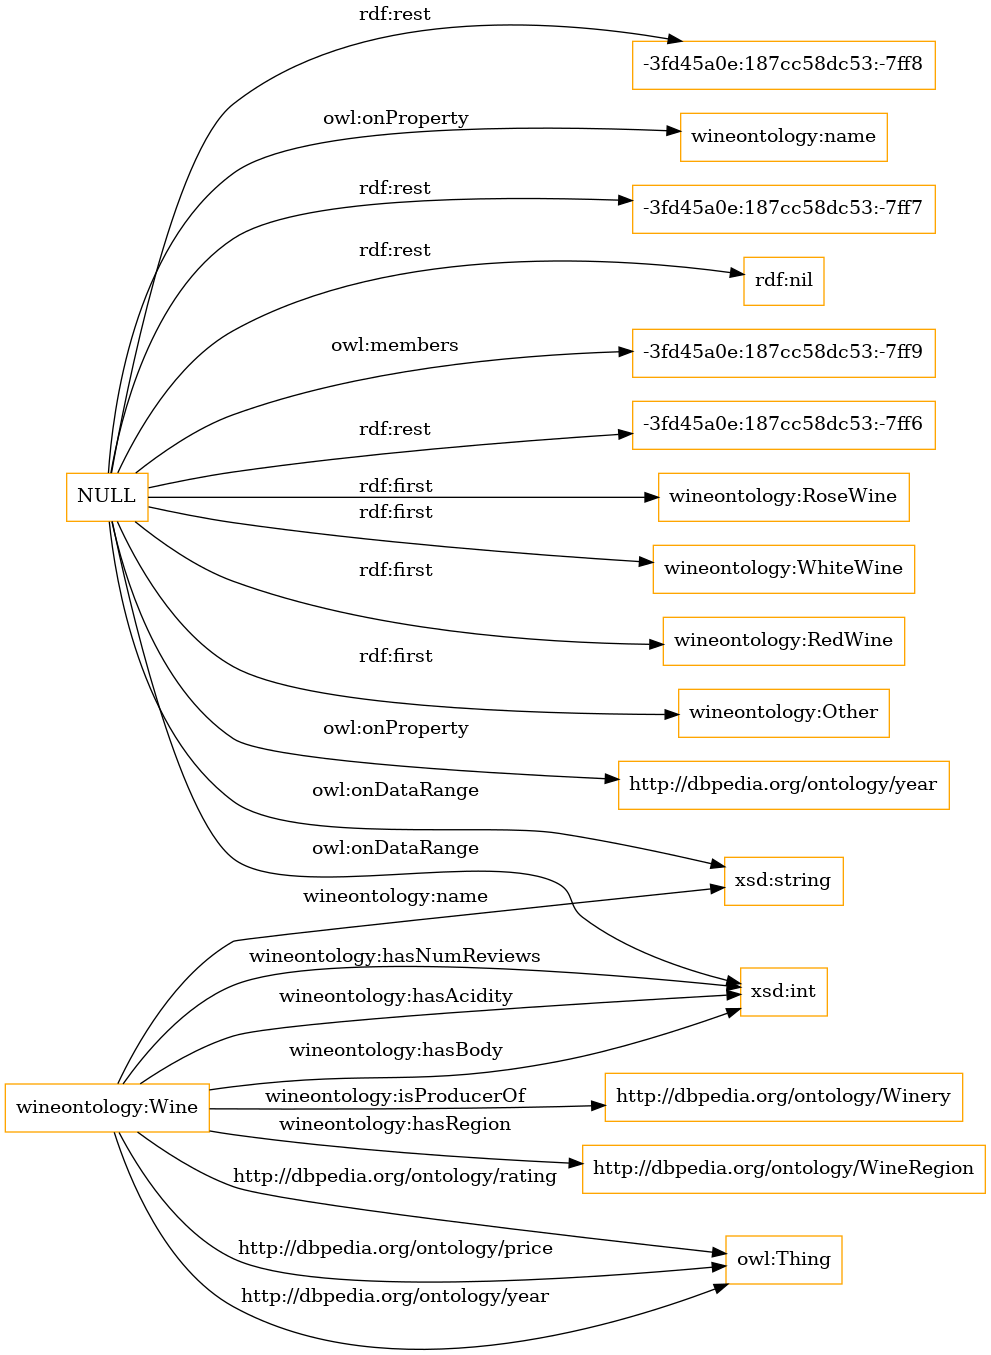 rdf:rest
-3fd45a0e:187cc58dc53:-7ff8
owl:onProperty
wineontology:name
rdf:rest
-3fd45a0e:187cc58dc53:-7ff7
rdf:rest
rdf:nil
owl:members
-3fd45a0e:187cc58dc53:-7ff9
rdf:rest
-3fd45a0e:187cc58dc53:-7ff6
NULL
rdf:first
wineontology:RoseWine
rdf:first
wineontology:WhiteWine
rdf:first
wineontology:RedWine
rdf:first
wineontology:Other
owl:onProperty
http://dbpedia.org/ontology/year
owl:onDataRange
xsd:string
owl:onDataRange
wineontology:name
wineontology:hasNumReviews
xsd:int
wineontology:hasAcidity
wineontology:hasBody
wineontology:Wine
wineontology:isProducerOf
http://dbpedia.org/ontology/Winery
wineontology:hasRegion
http://dbpedia.org/ontology/WineRegion
http://dbpedia.org/ontology/rating
http://dbpedia.org/ontology/price
owl:Thing
http://dbpedia.org/ontology/year